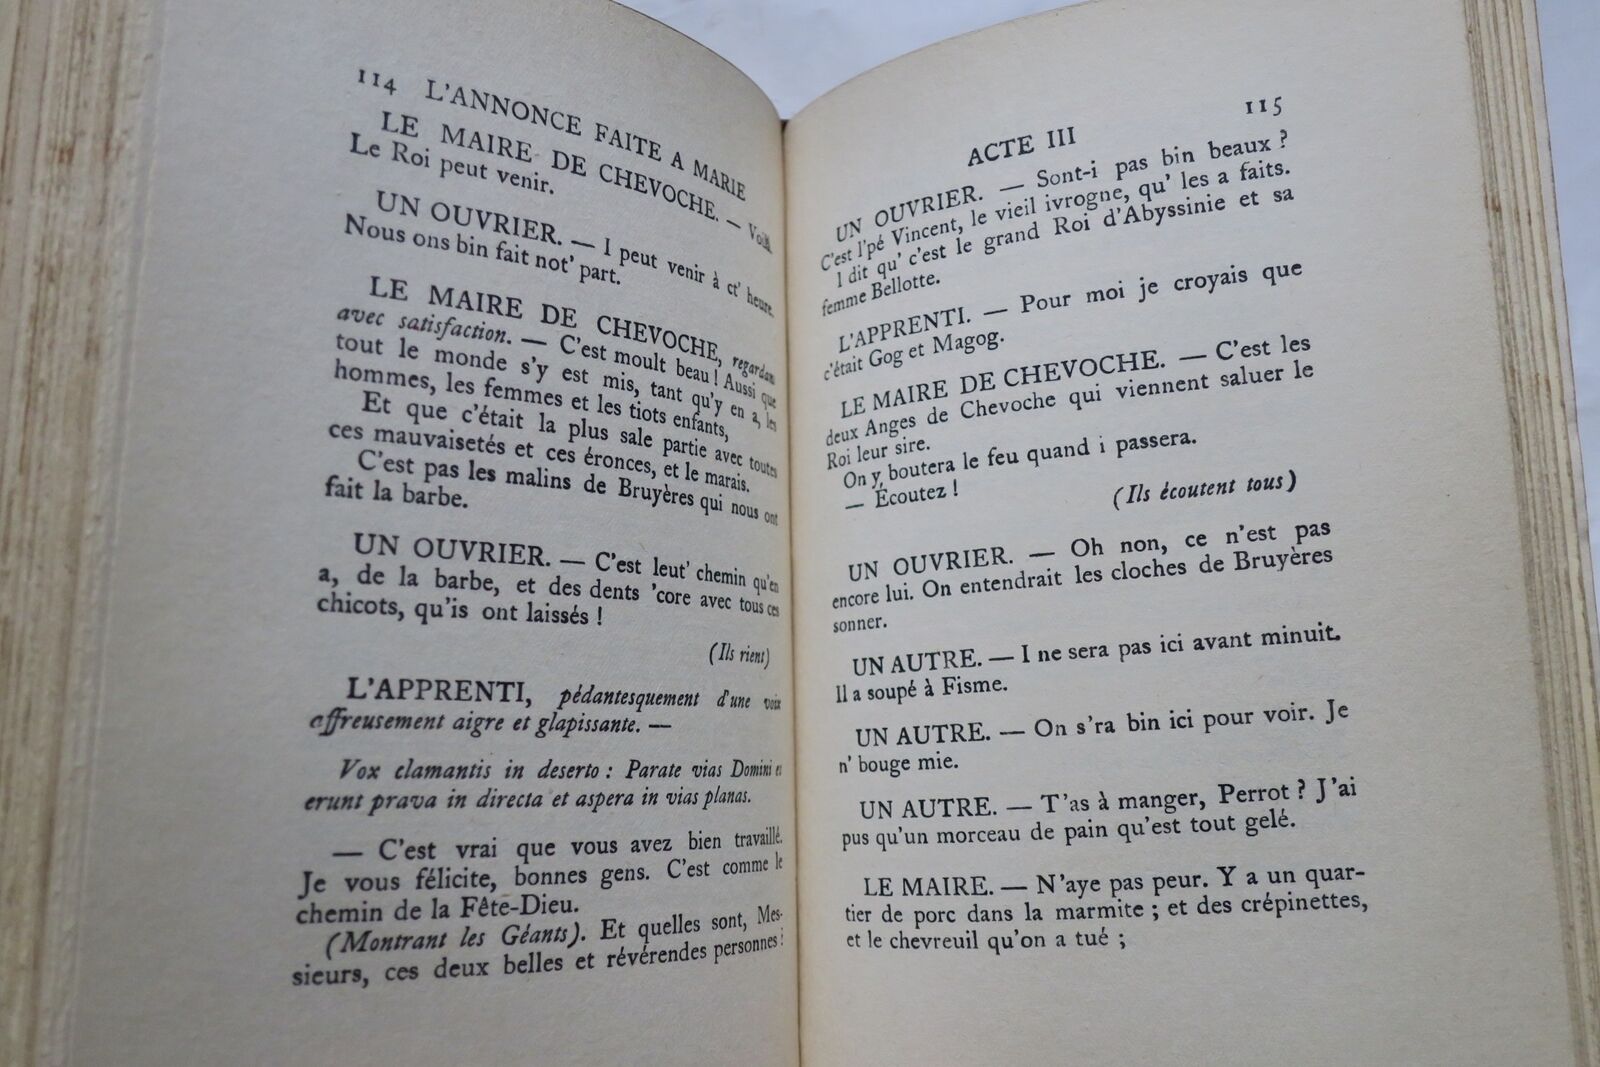 114 L'ANNONCE FAITE A MARIE
LE MAIRE DE CHEVOCHE. — Voilà.
Le Roi peut venir.
UN OUVRIER. — I peut venir à ct' heure.
Nous ons bin fait not' part.
LE MAIRE DE CHEVOCHE, regardan
avec satisfaction. — C'est moult beau ! Aussi que
tout le monde s'y est mis, tant qu'y en a, les
hommes, les femmes et les tiots enfants,
Et que c'était la plus sale partie avec toutes
ces mauvaisetés et ces éronces, et le marais.
C'est pas les malins de Bruyères qui nous ont
fait la barbe.
UN OUVRIER. — C'est leut' chemin qu'en
a, de la barbe, et des dents 'core avec tous ces
chicots, qu'is ont laissés !
(Ils rient)
L'APPRENTI, pédantesquement d'une voix
affreusement aigre et glapissante. —
Vox clamantis in deserto : Parate vias Domini et
erunt prava in directa et aspera in vias planas.
— C'est vrai que vous avez bien travaillé.
Je vous félicite, bonnes gens. C'est comme le
chemin de la Fête-Dieu.
(Montrant les Géants). Et quelles sont, Mes-
sieurs, ces deux belles et révérendes personnes ?
ACTE III 115
UN OUVRIER. — Sont-i pas bin beaux ?
C'est l'pé Vincent, le vieil ivrogne, qu' les a faits.
I dit qu' c'est le grand Roi d'Abyssinie et sa
femme Bellotte.
L'APPRENTI. — Pour moi je croyais que
c'était Gog et Magog.
LE MAIRE DE CHEVOCHE. — C'est les
deux Anges de Chevoche qui viennent saluer le
Roi leur sire.
On y boutera le feu quand i passera.
— Écoutez !
(Ils écoutent tous)
UN OUVRIER. — Oh non, ce n'est pas
encore lui. On entendrait les cloches de Bruyères
sonner.
UN AUTRE. — I ne sera pas ici avant minuit.
Il a soupé à Fisme.
UN AUTRE. — On s'ra bin ici pour voir. Je
n' bouge mie.
UN AUTRE. — T'as à manger, Perrot ? J'ai
pus qu'un morceau de pain qu'est tout gelé.
LE MAIRE. — N'aye pas peur. Y a un quar-
tier de porc dans la marmite ; et des crépinettes,
et le chevreuil qu'on a tué ;